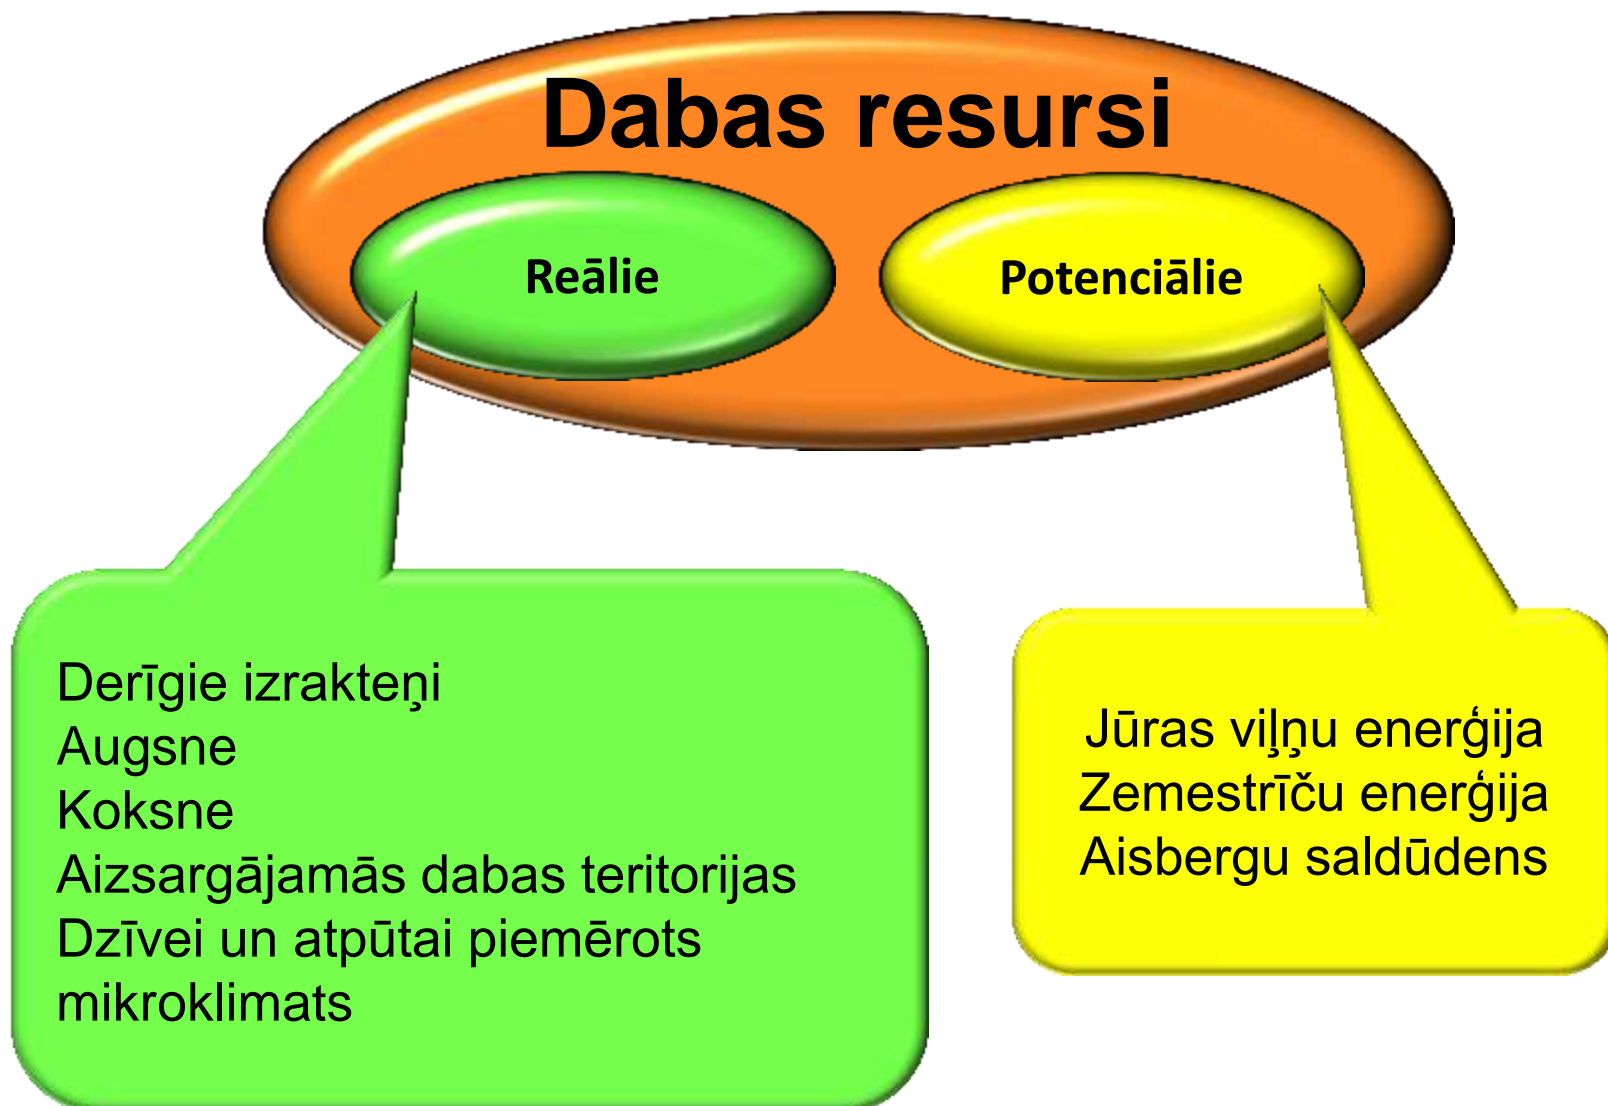 Dabas resursi
Reālie
Potenciālie
Derīgie izrakteņi
Augsne
Koksne
Aizsargājamās dabas teritorijas
Dzīvei un atpūtai piemērots
mikroklimats
Jūras viļņu enerģija
Zemestrīču enerģija
Aisbergu saldūdens